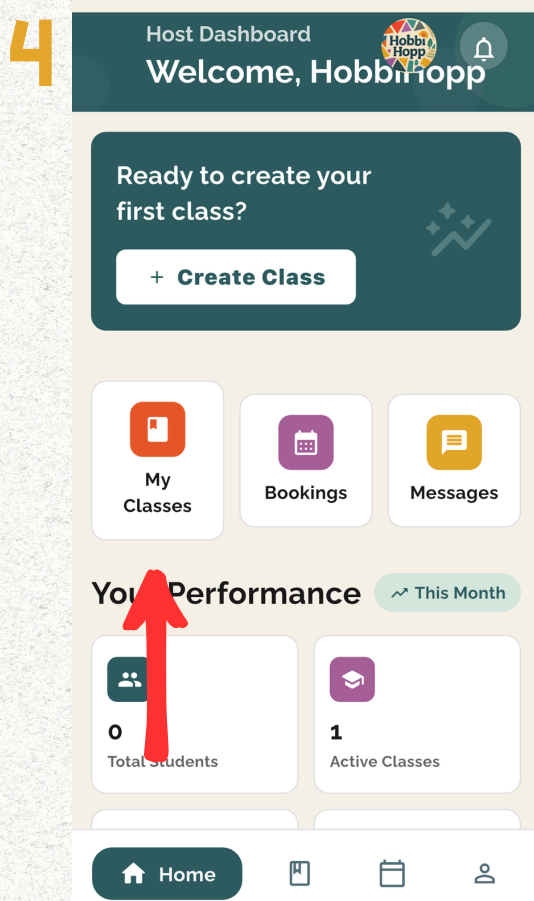 4
Host Dashboard
Hobbi
Hopp
Welcome, HobbiHopp
Ready to create your
first class?
+ Create Class
My
Classes
Bookings
Messages
Your Performance
This Month
0
Total Students
1
Active Classes
Home